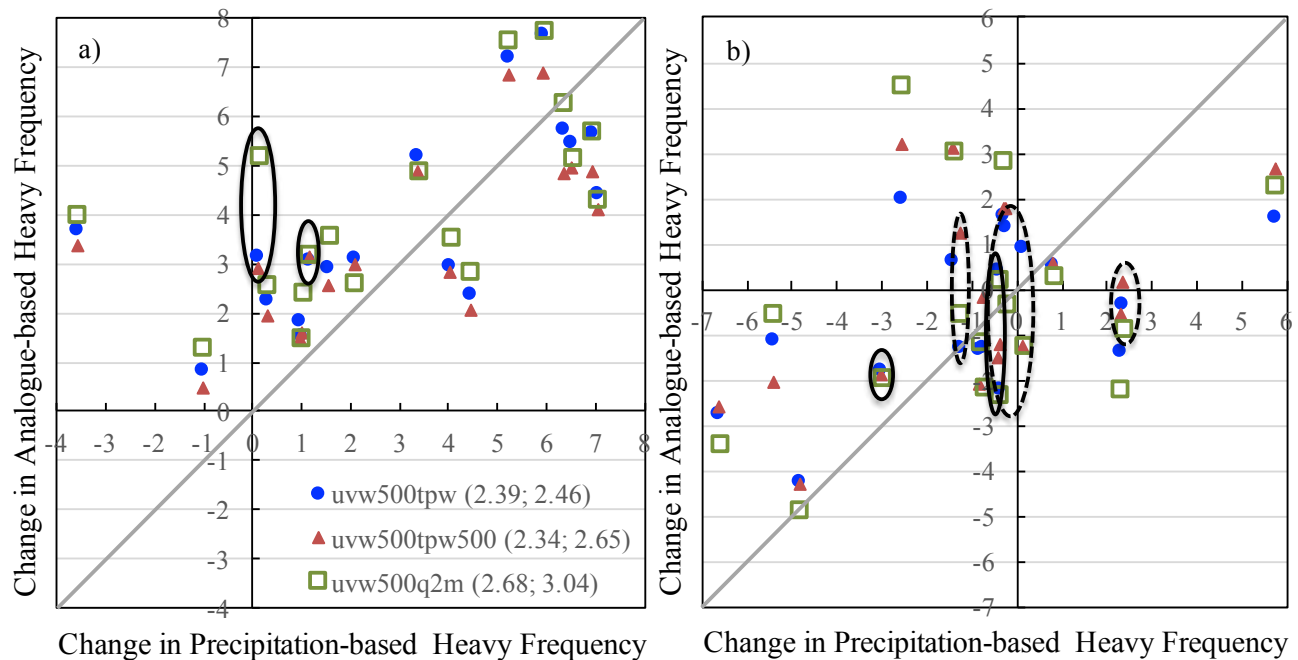 a)
8
7
6
5
4
3
2
1
0
-4 -3 -2 -1 0 1 2 3 4 5 6 7 8
-1
-2
-3
-4
uvw500tpw (2.39; 2.46)
uvw500tpw500 (2.34; 2.65)
uvw500q2m (2.68; 3.04)
Change in Analogue-based Heavy Frequency
Change in Precipitation-based Heavy Frequency
b)
6
5
4
3
2
1
0
-7 -6 -5 -4 -3 -2 -1 0 1 2 3 4 5 6
-1
-2
-3
-4
-5
-6
-7
Change in Analogue-based Heavy Frequency
Change in Precipitation-based Heavy Frequency